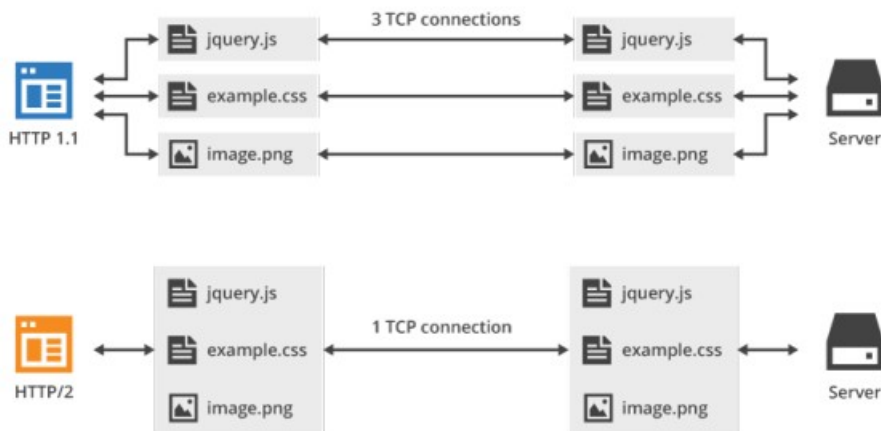 3 TCP connections
jquery.js jquery.js
example.css example.css
HTTP 1.1 Server
image.png image.png
jquery.js jquery.js
1 TCP connection
example.css example.css
HTTP/2 Server
image.png image.png